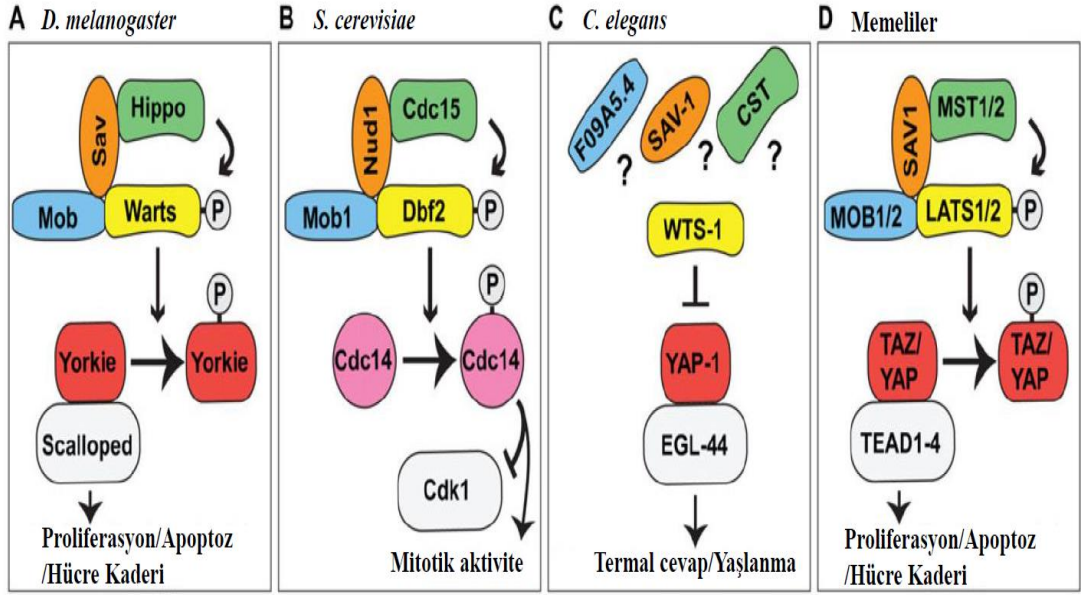 A D. melanogaster
Sav
Hippo
Mob
Warts
P
P
Yorkie
Yorkie
Scalloped
Proliferasyon/Apoptoz
/Hücre Kaderi
B S. cerevisiae
Nud1
Cdc15
Mob1
Dbf2
P
P
Cdc14
Cdc14
Cdk1
Mitotik aktivite
C C. elegans
F09A5.4
SAV-1
CST
?
?
?
WTS-1
YAP-1
EGL-44
Termal cevap/Yaşlanma
D Memeliler
SAV1
MST1/2
MOB1/2
LATS1/2
P
P
TAZ/
YAP
TAZ/
YAP
TEAD1-4
Proliferasyon/Apoptoz
/Hücre Kaderi